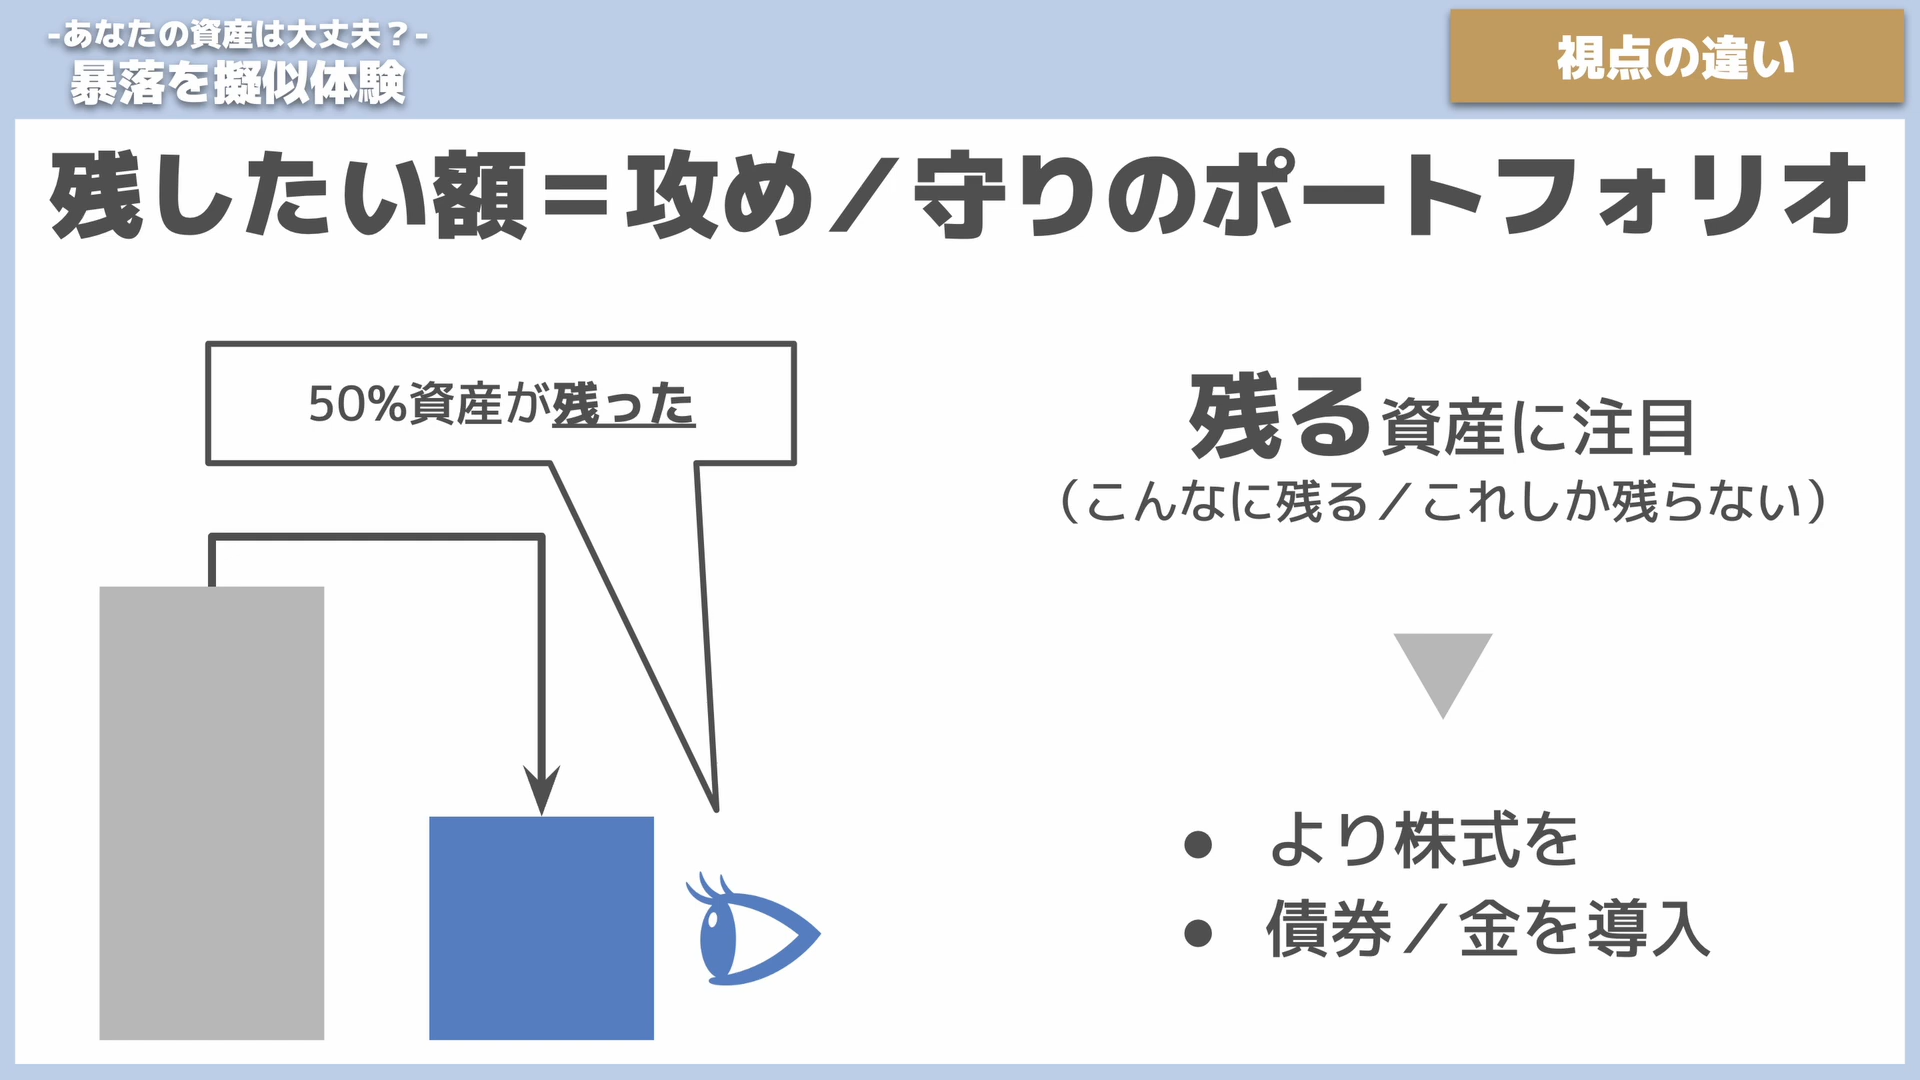 -あなたの資産は大丈夫？-
暴落を擬似体験
視点の違い
残したい額＝攻め／守りのポートフォリオ
50%資産が残った
残る資産に注目
（こんなに残る／これしか残らない）
● より株式を
● 債券／金を導入